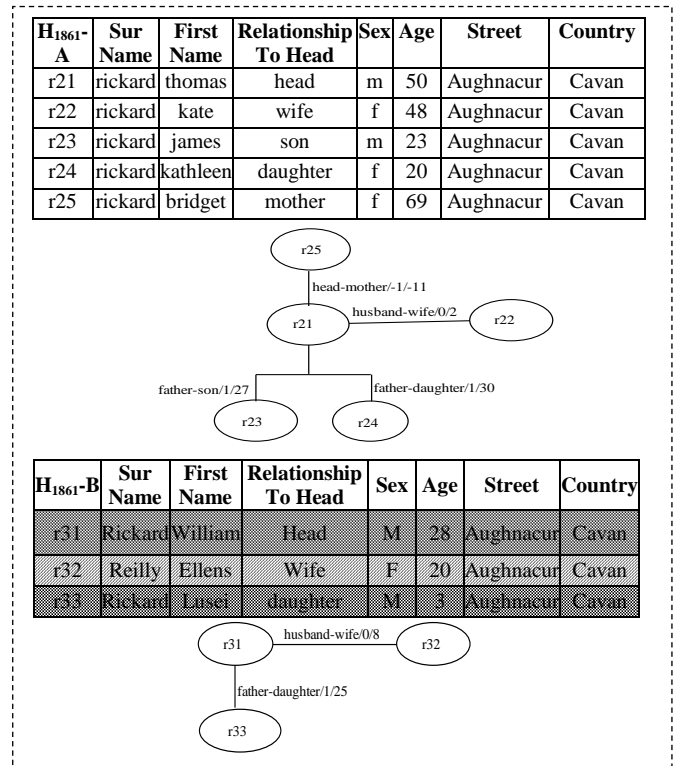 H1861-A Sur Name First Name Relationship To Head Sex Age Street Country
r21 rickard thomas head m 50 Aughnacur Cavan
r22 rickard kate wife f 48 Aughnacur Cavan
r23 rickard james son m 23 Aughnacur Cavan
r24 rickard kathleen daughter f 20 Aughnacur Cavan
r25 rickard bridget mother f 69 Aughnacur Cavan
r25
head-mother/-1/-11
husband-wife/0/2
r21
r22
father-son/1/27
father-daughter/1/30
r23
r24
H1861-B Sur Name First Name Relationship To Head Sex Age Street Country
r31 Rickard William Head M 28 Aughnacur Cavan
r32 Reilly Ellens Wife F 20 Aughnacur Cavan
r33 Rickard Lusei daughter M 3 Aughnacur Cavan
r31
husband-wife/0/8
r32
father-daughter/1/25
r33